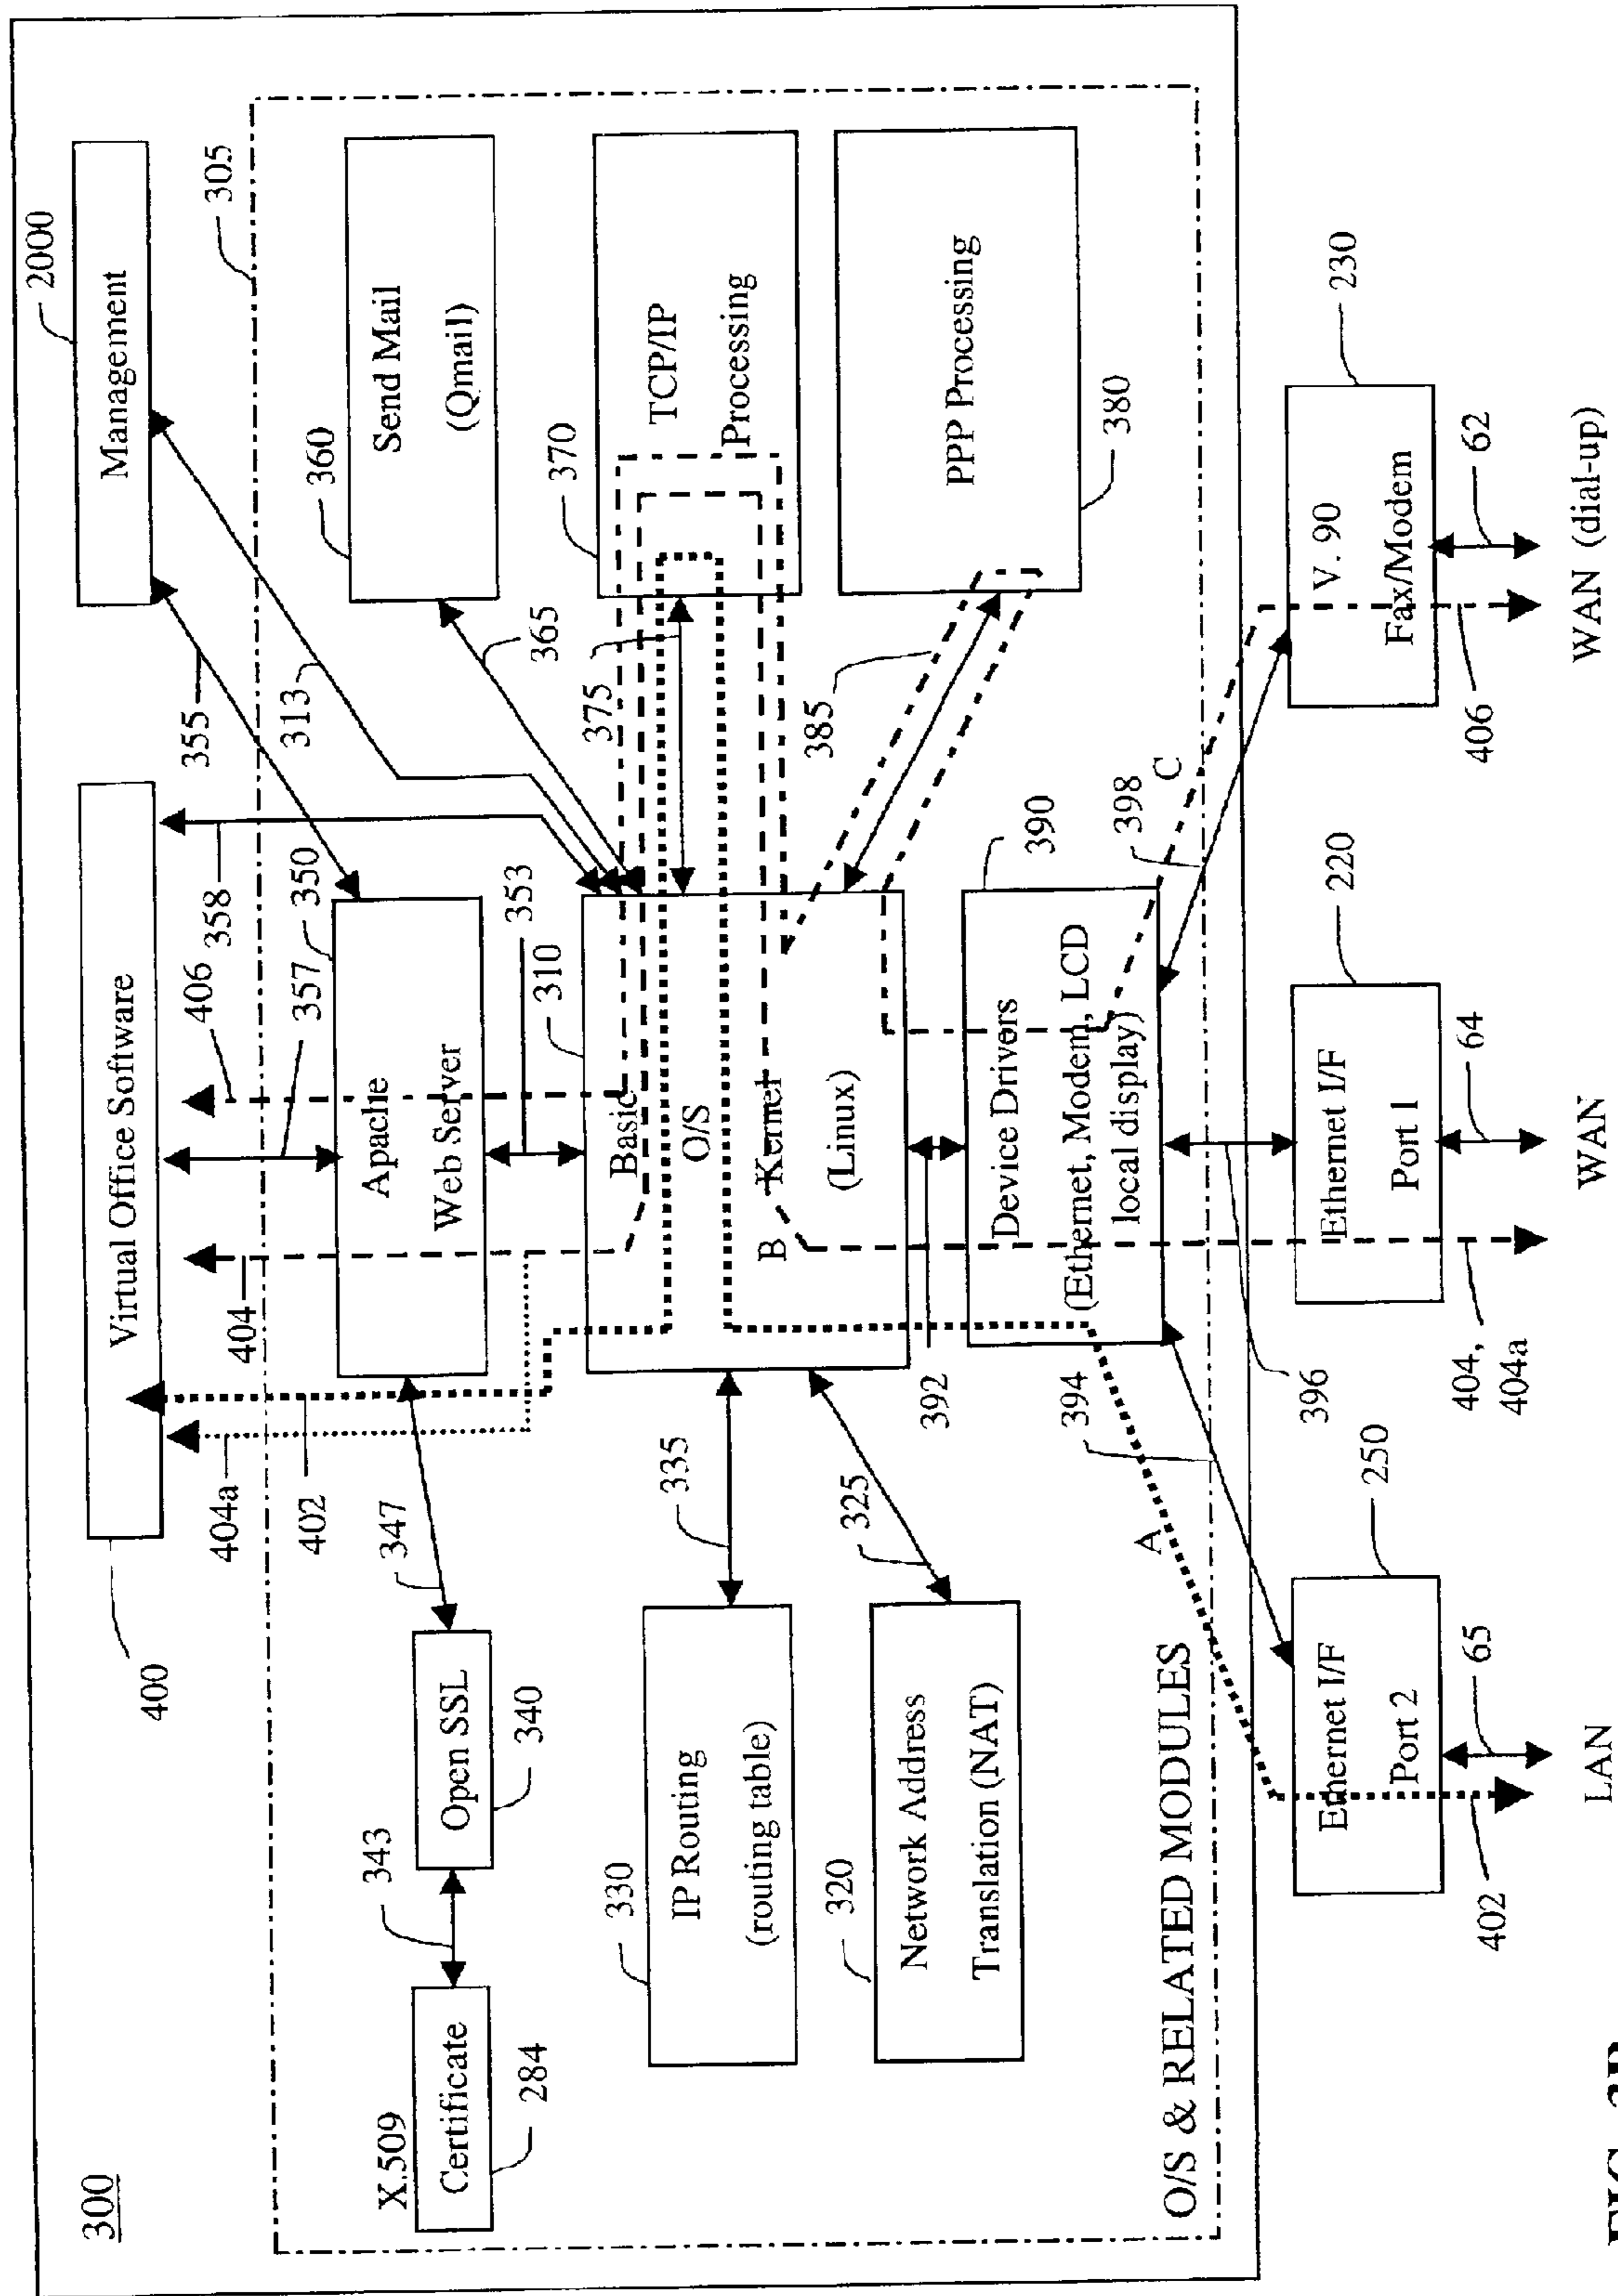 300
2000
Management
Virtual Office Software
400
305
355
313
358
357
350
406
404
404a
402
347
343
X.509
Certificate
284
Open SSL
340
Apache
Web Server
353
310
360
Send Mail
(Qmail)
365
370
TCP/IP
Processing
375
Basic
O/S
Kernel
(Linux)
B
330
IP Routing
(routing table)
335
320
Network Address
Translation (NAT)
325
385
PPP Processing
380
392
390
Device Drivers
(Ethernet, Modem, LCD
local display)
394
A
398
C
396
O/S & RELATED MODULES
250
Ethernet I/F
Port 2
402
65
LAN
220
Ethernet I/F
Port 1
404,
404a
64
WAN
230
V. 90
Fax/Modem
406
62
WAN (dial-up)